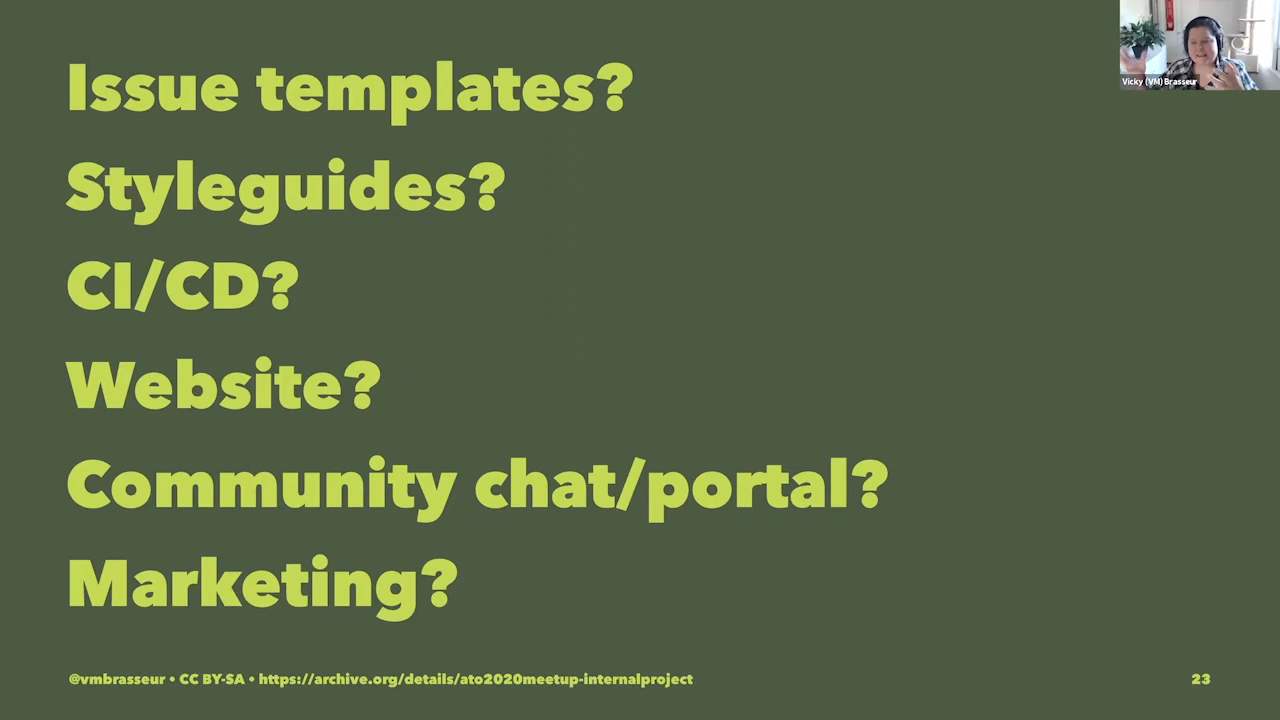 Issue templates?
Styleguides?
CI/CD?
Website?
Community chat/portal?
Marketing?
@vmbrasseur • CC BY-SA • https://archive.org/details/ato2020meetup-internalproject
23
Vicky (VM) Brasseur